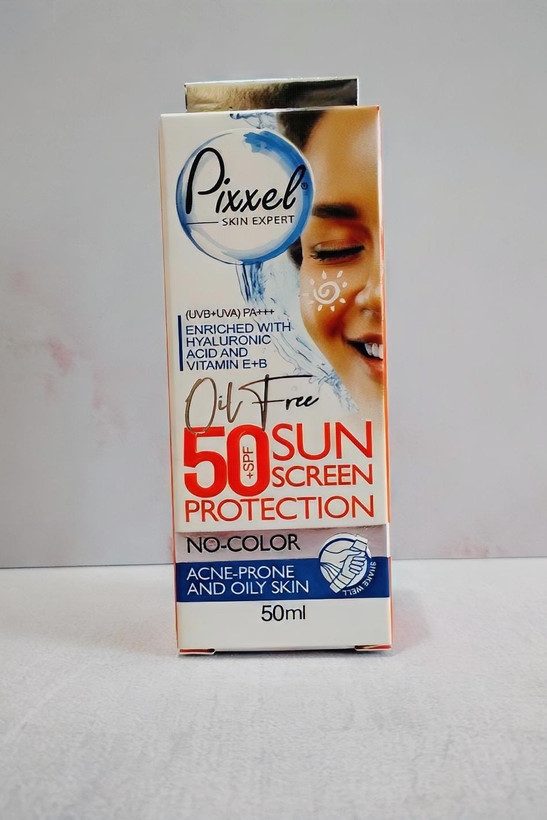 Pixxel®
SKIN EXPERT
(UVB+UVA) PA+++
ENRICHED WITH
HYALURONIC
ACID AND
VITAMIN E+B
Oil Free
50+SPF SUN
SCREEN
PROTECTION
NO-COLOR
ACNE-PRONE
AND OILY SKIN
SHAKE WELL
50ml